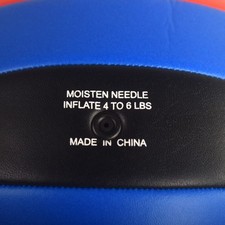 MOISTEN NEEDLE
INFLATE 4 TO 6 LBS
MADE IN CHINA